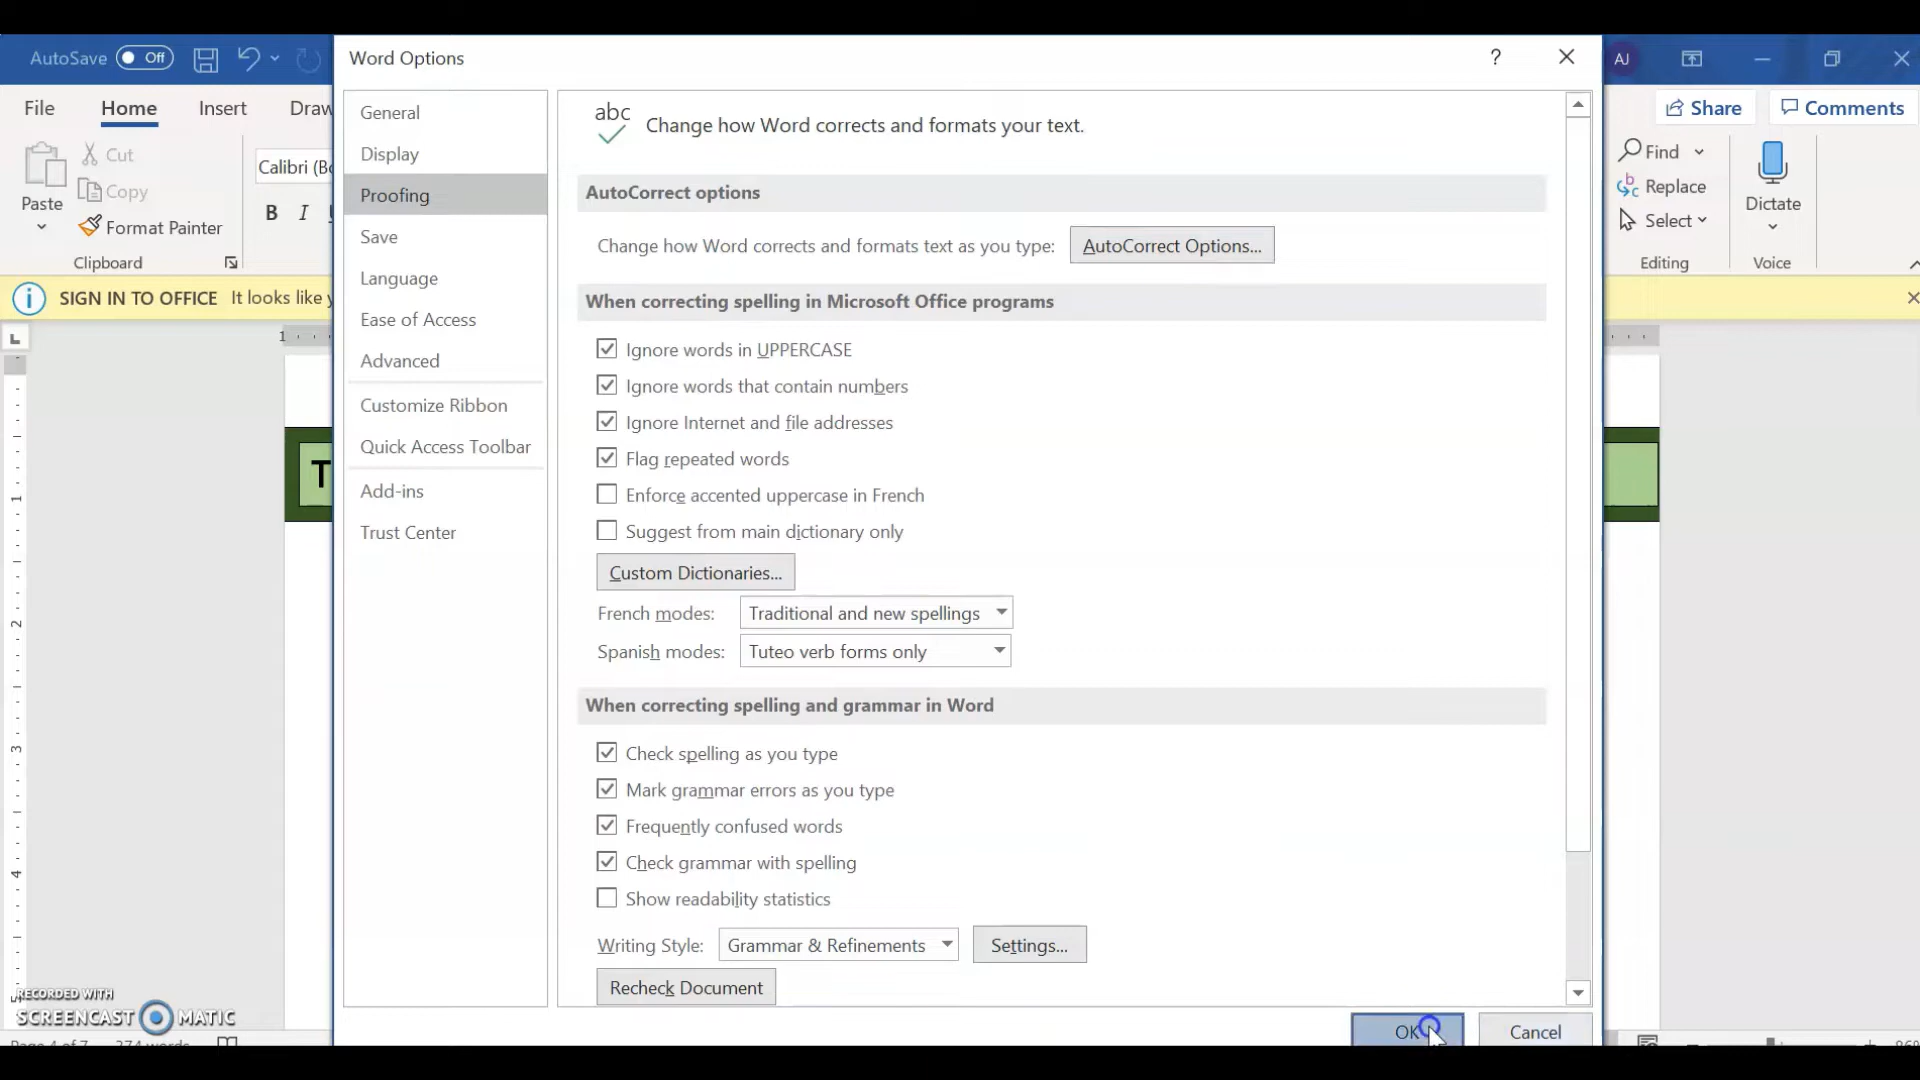 AutoSave Off
Word Options
?
AJ
File Home Insert
Share Comments
Paste
Cut
Copy
Format Painter
Clipboard
B I
Find
Replace
Select
Editing
Dictate
Voice
SIGN IN TO OFFICE It looks like
General
Display
Proofing
Save
Language
Ease of Access
Advanced
Customize Ribbon
Quick Access Toolbar
Add-ins
Trust Center
abc
Change how Word corrects and formats your text.
AutoCorrect options
Change how Word corrects and formats text as you type: AutoCorrect Options...
When correcting spelling in Microsoft Office programs
Ignore words in UPPERCASE
Ignore words that contain numbers
Ignore Internet and file addresses
Flag repeated words
Enforce accented uppercase in French
Suggest from main dictionary only
Custom Dictionaries...
French modes: Traditional and new spellings
Spanish modes: Tuteo verb forms only
When correcting spelling and grammar in Word
Check spelling as you type
Mark grammar errors as you type
Frequently confused words
Check grammar with spelling
Show readability statistics
Writing Style: Grammar & Refinements Settings...
Recheck Document
OK Cancel
1
1
2
3
4
RECORDED WITH
SCREENCAST MATIC